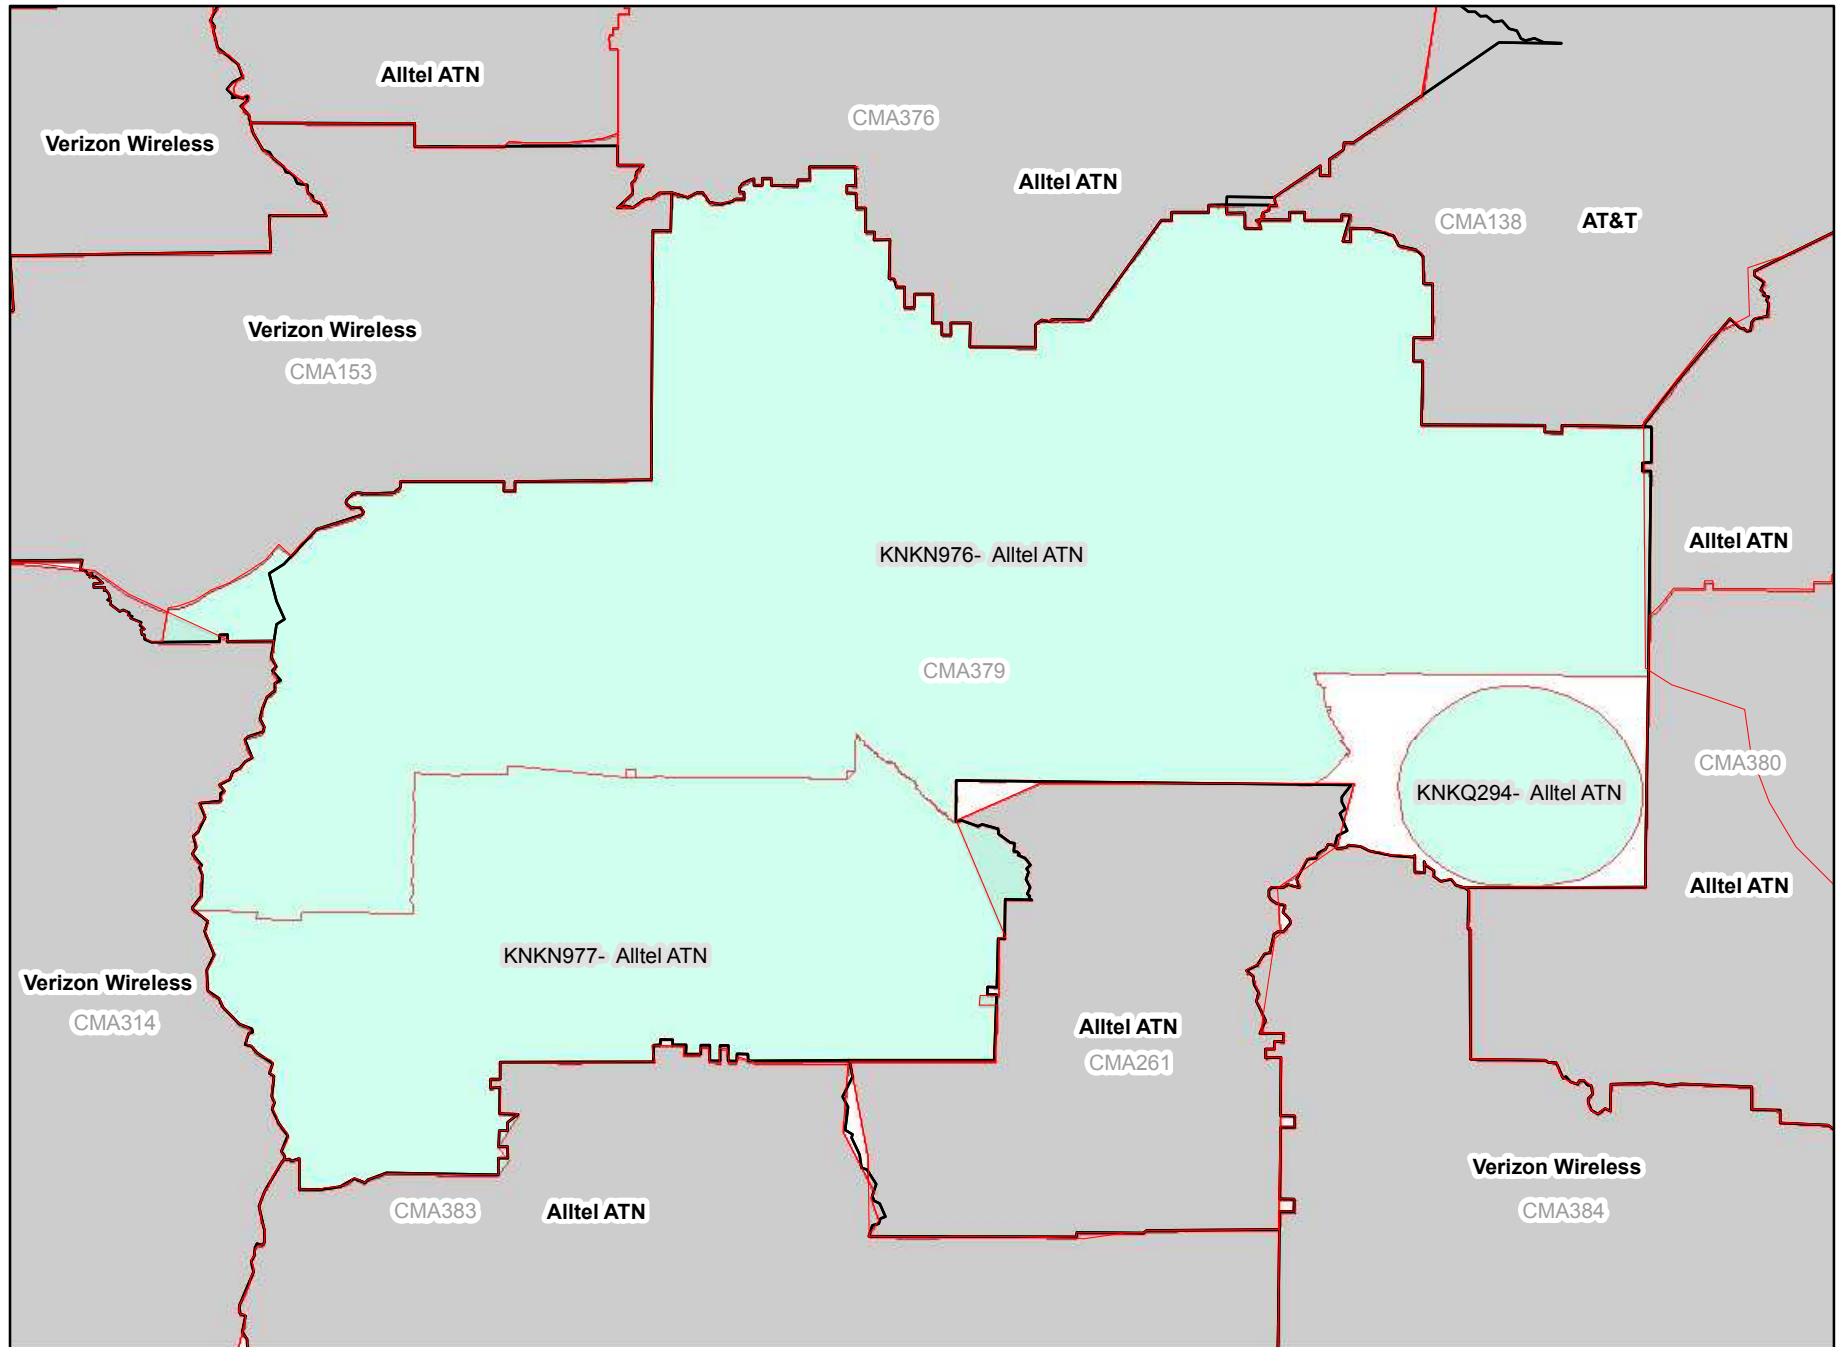 Alltel ATN
CMA376
Verizon Wireless
Alltel ATN
CMA138
AT&T
Verizon Wireless
CMA153
Alltel ATN
KNKN976- Alltel ATN
CMA379
CMA380
KNKQ294- Alltel ATN
Alltel ATN
KNKN977- Alltel ATN
Verizon Wireless
CMA314
Alltel ATN
CMA261
Verizon Wireless
CMA384
CMA383
Alltel ATN